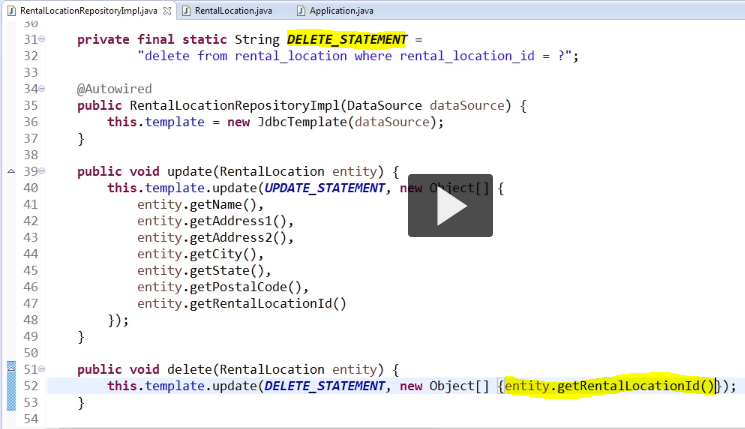 RentalLocationRepositoryImpl.java RentalLocation.java Application.java
30
31 private final static String DELETE_STATEMENT =
32 "delete from rental_location where rental_location_id = ?";
33
34 @Autowired
35 public RentalLocationRepositoryImpl(DataSource dataSource) {
36 this.template = new JdbcTemplate(dataSource);
37 }
38
39 public void update(RentalLocation entity) {
40 this.template.update(UPDATE_STATEMENT, new Object[] {
41 entity.getName(),
42 entity.getAddress1(),
43 entity.getAddress2(),
44 entity.getCity(),
45 entity.getState(),
46 entity.getPostalCode(),
47 entity.getRentalLocationId()
48 });
49 }
50
51 public void delete(RentalLocation entity) {
52 this.template.update(DELETE_STATEMENT, new Object[] {entity.getRentalLocationId()});
53 }
54